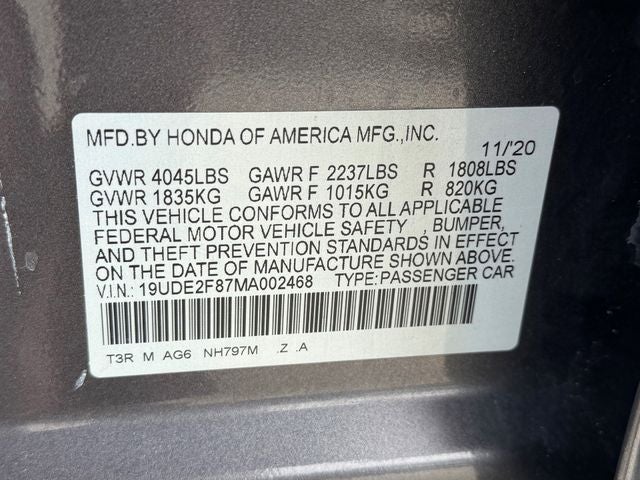 MFD.BY HONDA OF AMERICA MFG.,INC. 11/'20
GVWR 4045LBS GAWR F 2237LBS R 1808LBS
GVWR 1835KG GAWR F 1015KG R 820KG
THIS VEHICLE CONFORMS TO ALL APPLICABLE
FEDERAL MOTOR VEHICLE SAFETY , BUMPER,
AND THEFT PREVENTION STANDARDS IN EFFECT
ON THE DATE OF MANUFACTURE SHOWN ABOVE.
V.I.N.: 19UDE2F87MA002468 TYPE:PASSENGER CAR
T3R M AG6 NH797M .Z .A